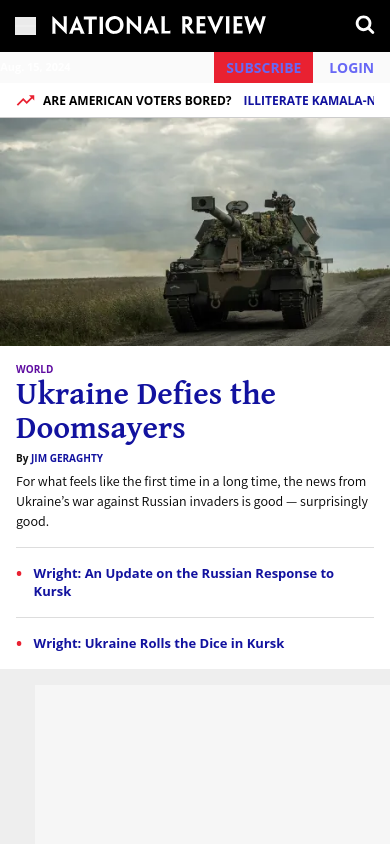 NATIONAL REVIEW
Aug. 15, 2024
SUBSCRIBE
LOGIN
ARE AMERICAN VOTERS BORED? ILLITERATE KAMALA-N
WORLD
Ukraine Defies the
Doomsayers
By JIM GERAGHTY
For what feels like the first time in a long time, the news from
Ukraine’s war against Russian invaders is good — surprisingly
good.
Wright: An Update on the Russian Response to
Kursk
Wright: Ukraine Rolls the Dice in Kursk